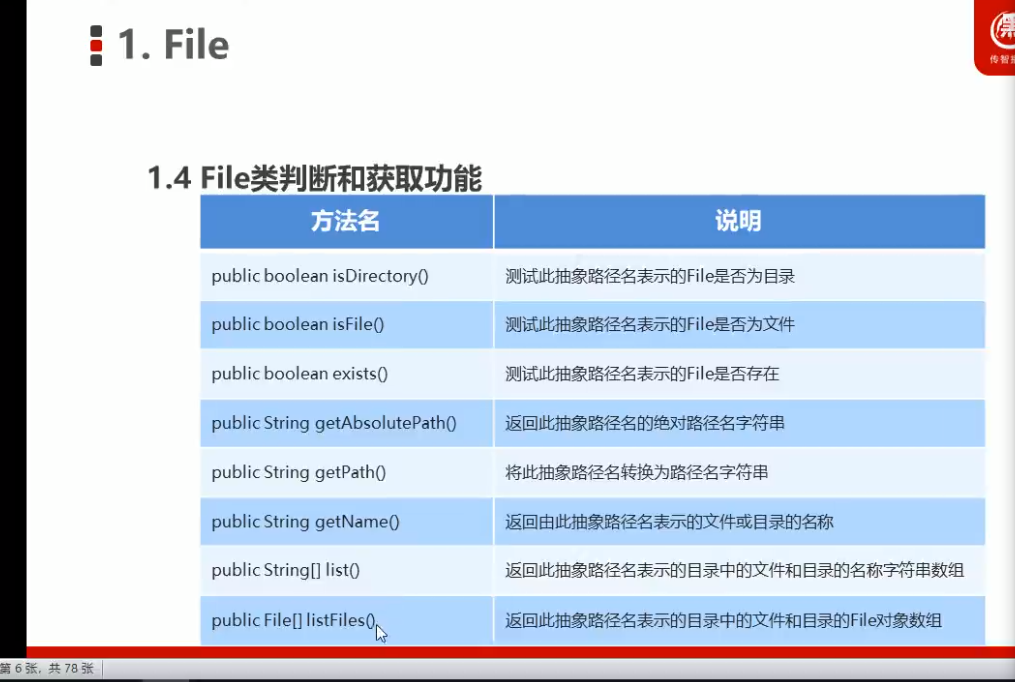 1. File
黑
传智播
1.4 File类判断和获取功能
方法名 说明
public boolean isDirectory() 测试此抽象路径名表示的File是否为目录
public boolean isFile() 测试此抽象路径名表示的File是否为文件
public boolean exists() 测试此抽象路径名表示的File是否存在
public String getAbsolutePath() 返回此抽象路径名的绝对路径名字符串
public String getPath() 将此抽象路径名转换为路径名字符串
public String getName() 返回由此抽象路径名表示的文件或目录的名称
public String[] list() 返回此抽象路径名表示的目录中的文件和目录的名称字符串数组
public File[] listFiles() 返回此抽象路径名表示的目录中的文件和目录的File对象数组
第 6 张，共 78 张